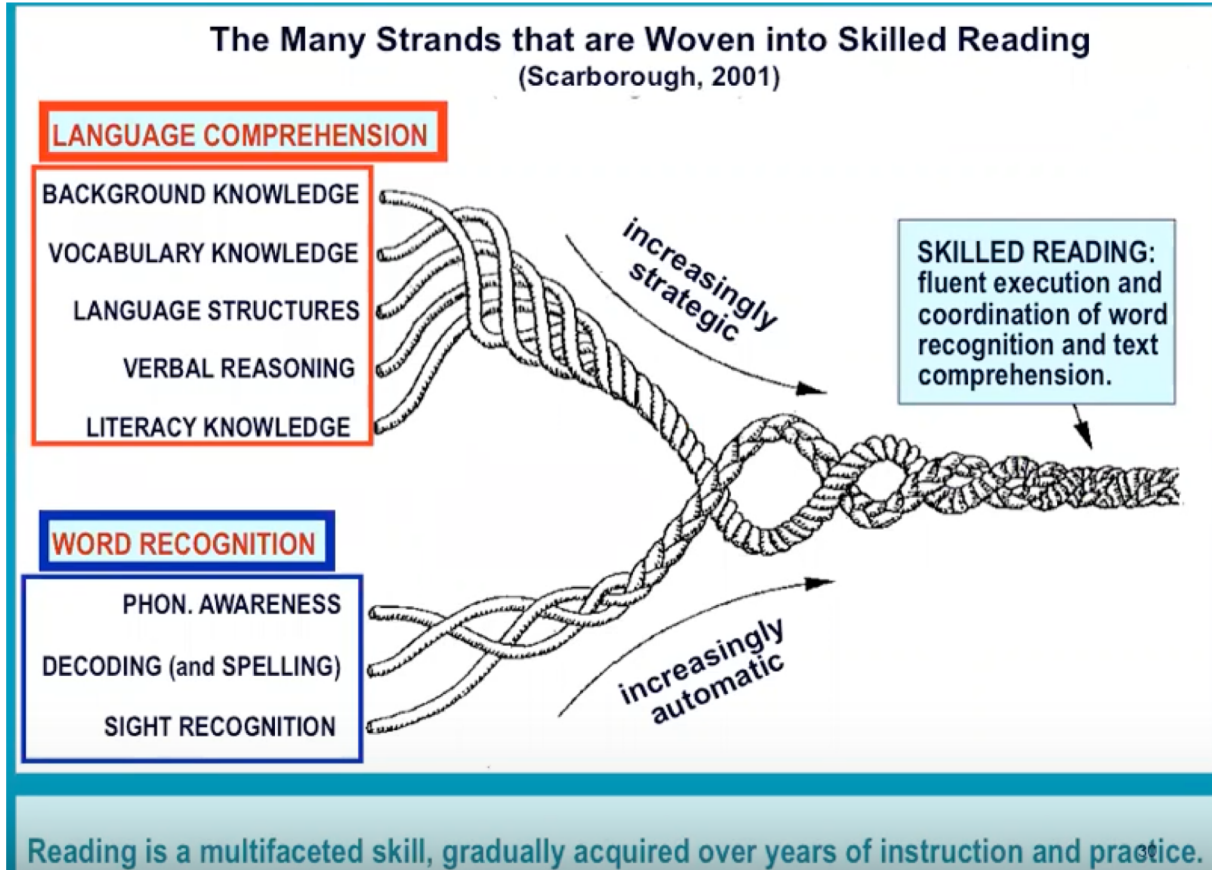 The Many Strands that are Woven into Skilled Reading
(Scarborough, 2001)
LANGUAGE COMPREHENSION
BACKGROUND KNOWLEDGE
VOCABULARY KNOWLEDGE
LANGUAGE STRUCTURES
VERBAL REASONING
LITERACY KNOWLEDGE
increasingly
strategic
SKILLED READING:
fluent execution and
coordination of word
recognition and text
comprehension.
WORD RECOGNITION
PHON. AWARENESS
DECODING (and SPELLING)
SIGHT RECOGNITION
increasingly
automatic
Reading is a multifaceted skill, gradually acquired over years of instruction and practice.